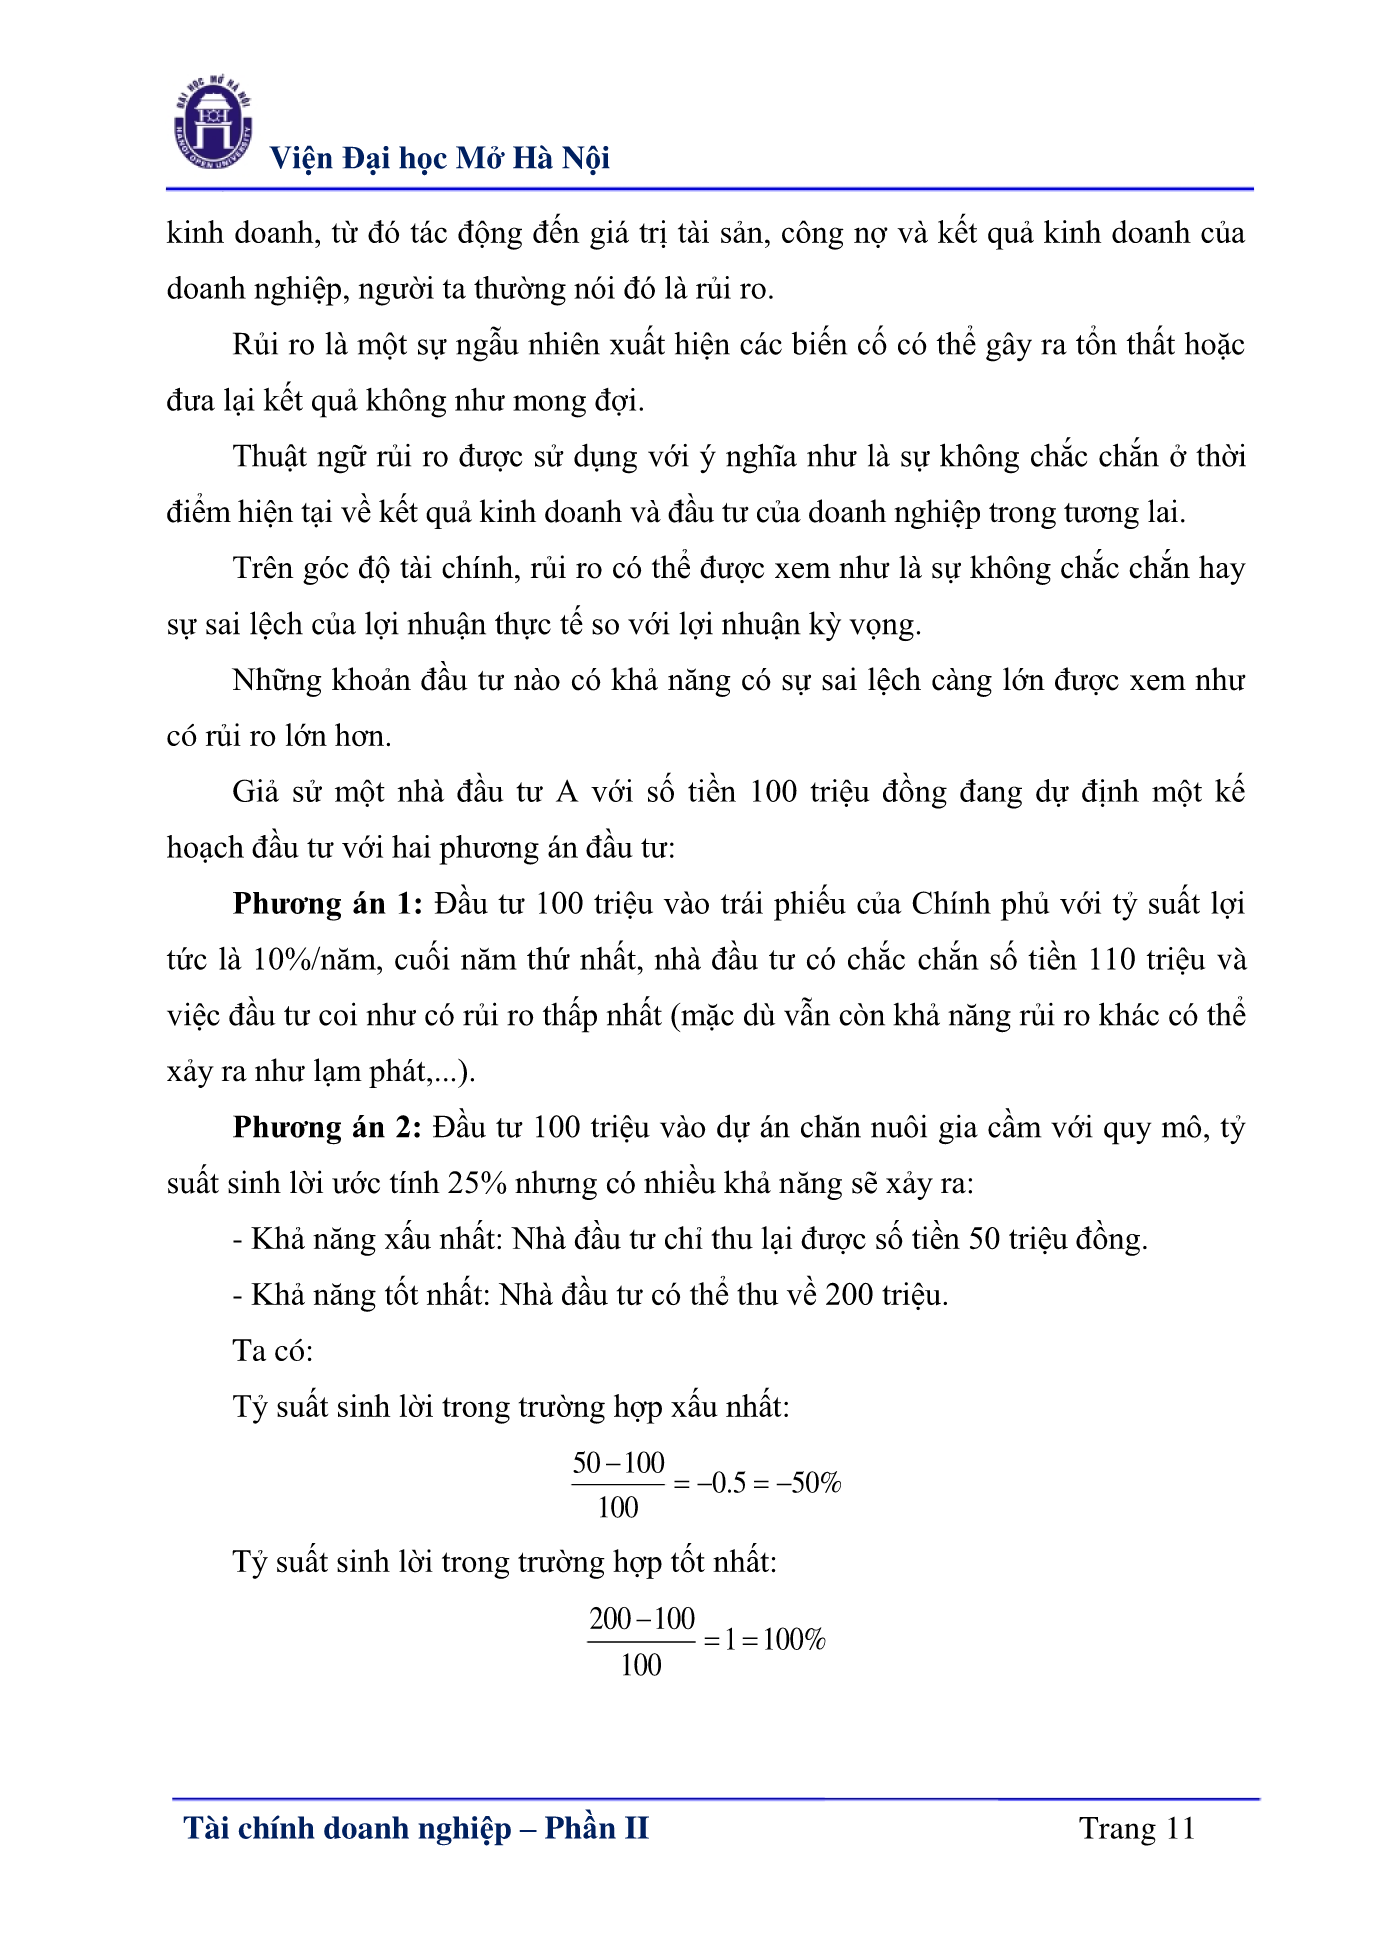 ĐẠI HỌC MỞ HÀ NỘI
HANOI OPEN UNIVERSITY
Viện Đại học Mở Hà Nội
kinh doanh, từ đó tác động đến giá trị tài sản, công nợ và kết quả kinh doanh của
doanh nghiệp, người ta thường nói đó là rủi ro.
Rủi ro là một sự ngẫu nhiên xuất hiện các biến cố có thể gây ra tổn thất hoặc
đưa lại kết quả không như mong đợi.
Thuật ngữ rủi ro được sử dụng với ý nghĩa như là sự không chắc chắn ở thời
điểm hiện tại về kết quả kinh doanh và đầu tư của doanh nghiệp trong tương lai.
Trên góc độ tài chính, rủi ro có thể được xem như là sự không chắc chắn hay
sự sai lệch của lợi nhuận thực tế so với lợi nhuận kỳ vọng.
Những khoản đầu tư nào có khả năng có sự sai lệch càng lớn được xem như
có rủi ro lớn hơn.
Giả sử một nhà đầu tư A với số tiền 100 triệu đồng đang dự định một kế
hoạch đầu tư với hai phương án đầu tư:
Phương án 1: Đầu tư 100 triệu vào trái phiếu của Chính phủ với tỷ suất lợi
tức là 10%/năm, cuối năm thứ nhất, nhà đầu tư có chắc chắn số tiền 110 triệu và
việc đầu tư coi như có rủi ro thấp nhất (mặc dù vẫn còn khả năng rủi ro khác có thể
xảy ra như lạm phát,...).
Phương án 2: Đầu tư 100 triệu vào dự án chăn nuôi gia cầm với quy mô, tỷ
suất sinh lời ước tính 25% nhưng có nhiều khả năng sẽ xảy ra:
- Khả năng xấu nhất: Nhà đầu tư chỉ thu lại được số tiền 50 triệu đồng.
- Khả năng tốt nhất: Nhà đầu tư có thể thu về 200 triệu.
Ta có:
Tỷ suất sinh lời trong trường hợp xấu nhất:
50 – 100
100
= –0.5 = –50%
Tỷ suất sinh lời trong trường hợp tốt nhất:
200 – 100
100
= 1 = 100%
Tài chính doanh nghiệp – Phần II
Trang 11